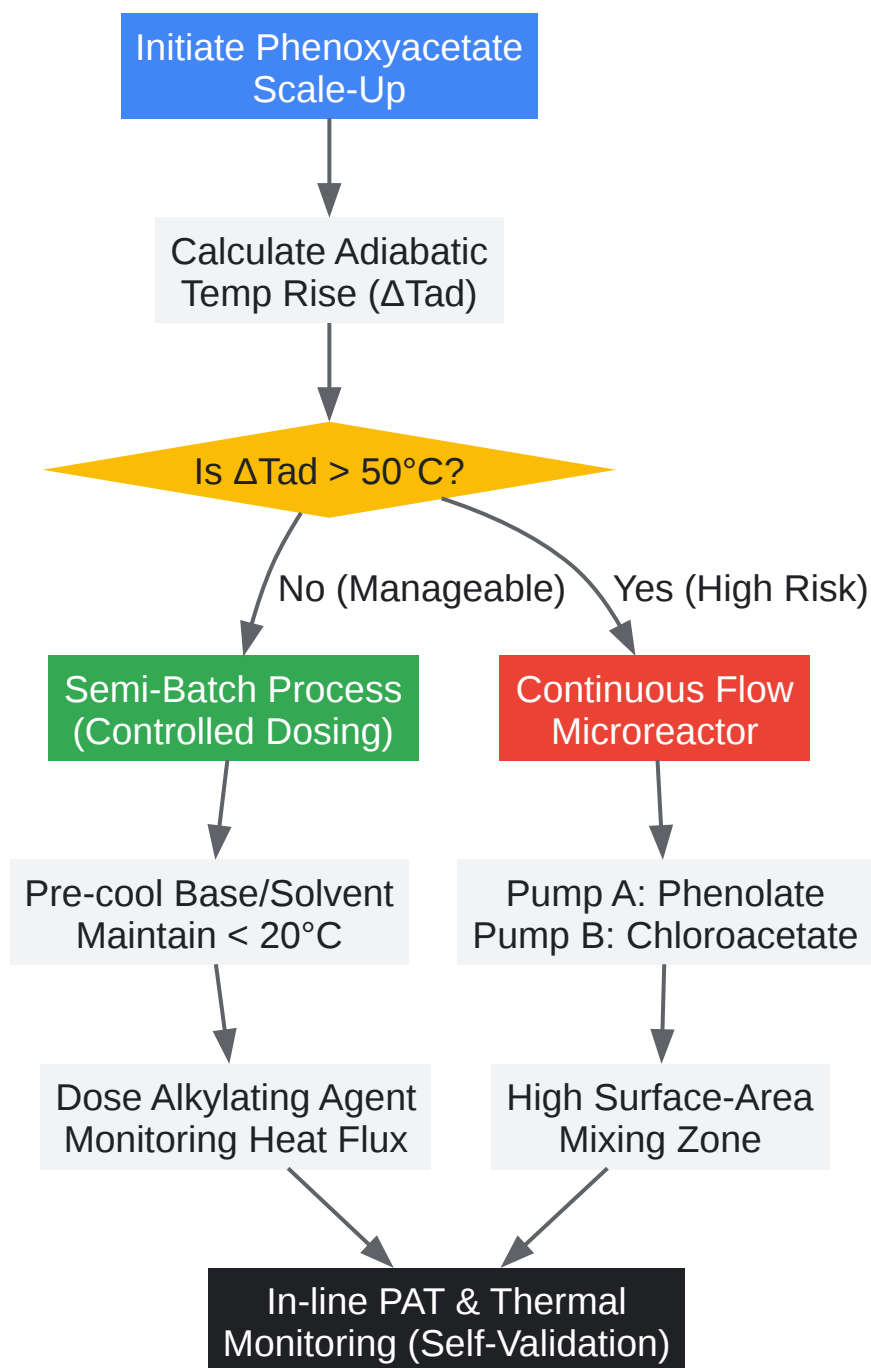 Initiate Phenoxyacetate
Scale-Up
Calculate Adiabatic
Temp Rise (ΔTad)
Is ΔTad > 50°C?
No (Manageable)
Yes (High Risk)
Semi-Batch Process
(Controlled Dosing)
Continuous Flow
Microreactor
Pre-cool Base/Solvent
Maintain < 20°C
Pump A: Phenolate
Pump B: Chloroacetate
Dose Alkylating Agent
Monitoring Heat Flux
High Surface-Area
Mixing Zone
In-line PAT & Thermal
Monitoring (Self-Validation)